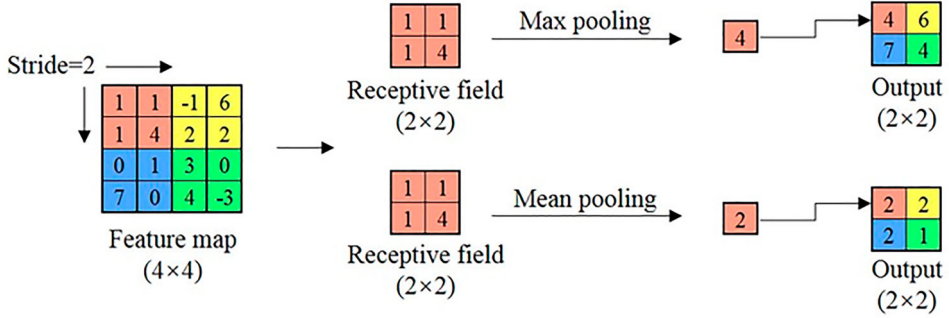 Stride=2
1 1 -1 6
1 4 2 2
0 1 3 0
7 0 4 -3
Feature map
(4×4)
1 1
1 4
Receptive field
(2×2)
Max pooling
4
4 6
7 4
Output
(2×2)
1 1
1 4
Receptive field
(2×2)
Mean pooling
2
2 2
2 1
Output
(2×2)